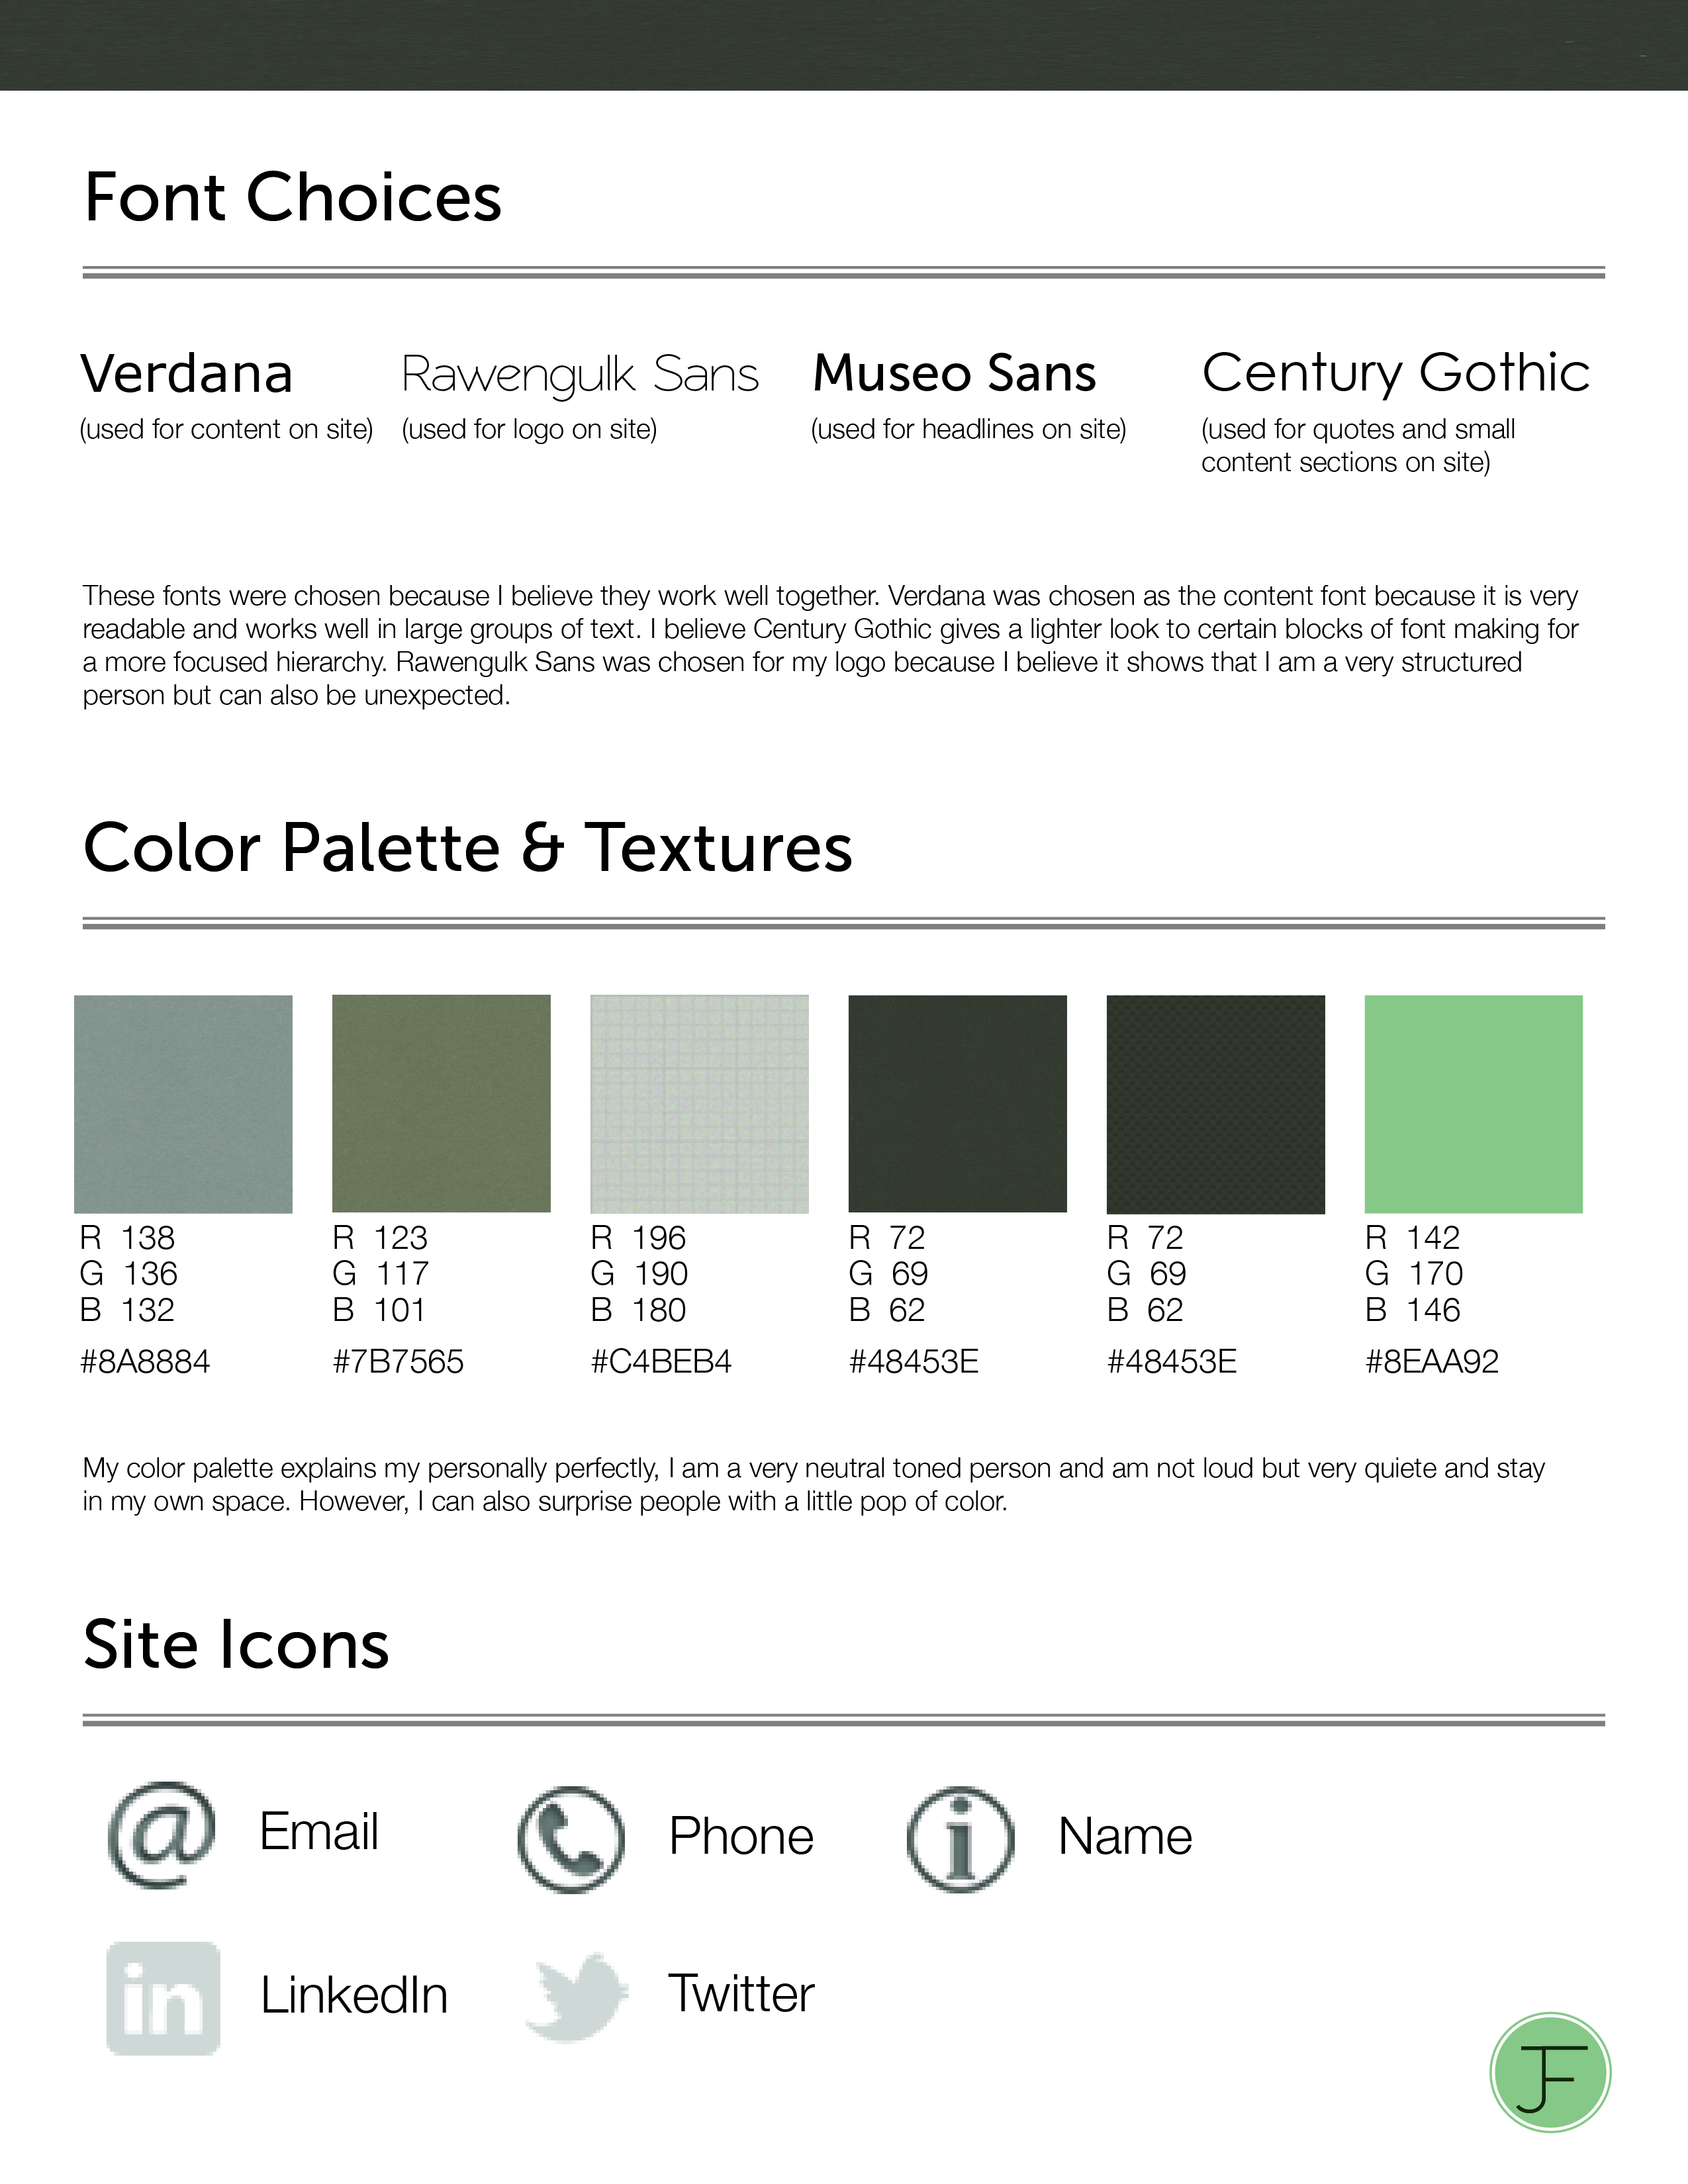 Font Choices
Verdana
(used for content on site)
Rawengulk Sans
(used for logo on site)
Museo Sans
(used for headlines on site)
Century Gothic
(used for quotes and small
content sections on site)
These fonts were chosen because I believe they work well together. Verdana was chosen as the content font because it is very
readable and works well in large groups of text. I believe Century Gothic gives a lighter look to certain blocks of font making for
a more focused hierarchy. Rawengulk Sans was chosen for my logo because I believe it shows that I am a very structured
person but can also be unexpected.
Color Palette & Textures
R 138
G 136
B 132
#8A8884
R 123
G 117
B 101
#7B7565
R 196
G 190
B 180
#C4BEB4
R 72
G 69
B 62
#48453E
R 72
G 69
B 62
#48453E
R 142
G 170
B 146
#8EAA92
My color palette explains my personally perfectly, I am a very neutral toned person and am not loud but very quiete and stay
in my own space. However, I can also surprise people with a little pop of color.
Site Icons
@ Email
Phone
i Name
in LinkedIn
Twitter
JF